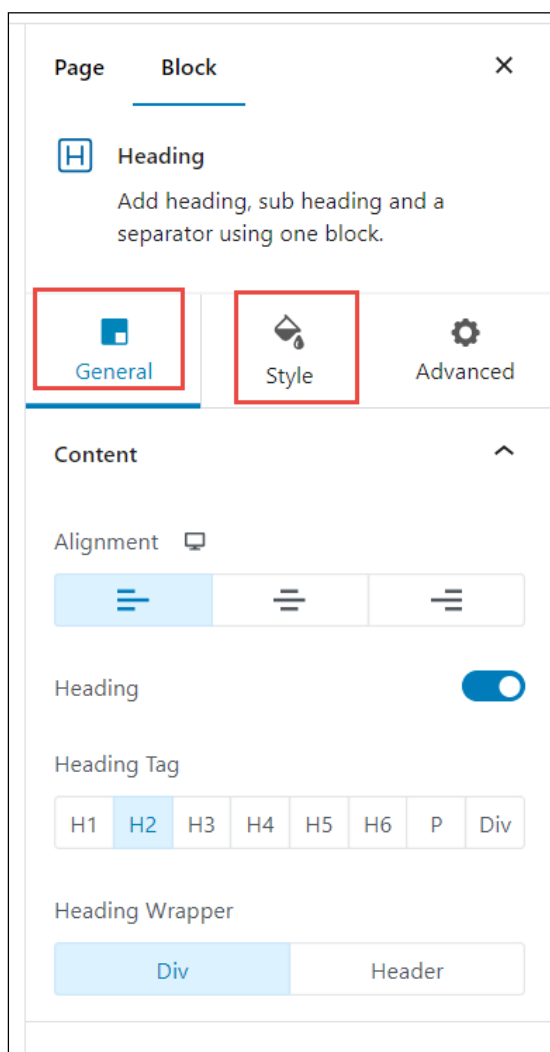 Page Block
Heading
Add heading, sub heading and a
separator using one block.
General Style Advanced
Content
Alignment
Heading
Heading Tag
H1 H2 H3 H4 H5 H6 P Div
Heading Wrapper
Div Header